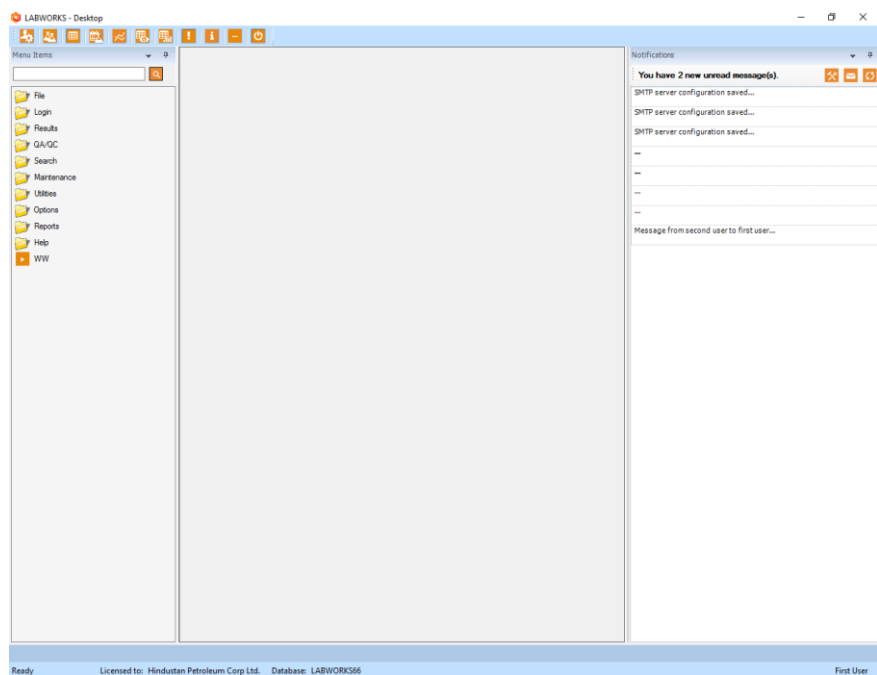 LABWORKS - Desktop
Menu Items
File
Login
Results
QA/QC
Search
Maintenance
Utilities
Options
Reports
Help
WW
Notifications
You have 2 new unread message(s).
SMTP server configuration saved...
SMTP server configuration saved...
SMTP server configuration saved...
...
...
...
...
Message from second user to first user...
Ready Licensed to: Hindustan Petroleum Corp Ltd. Database: LABWORKS66 First User